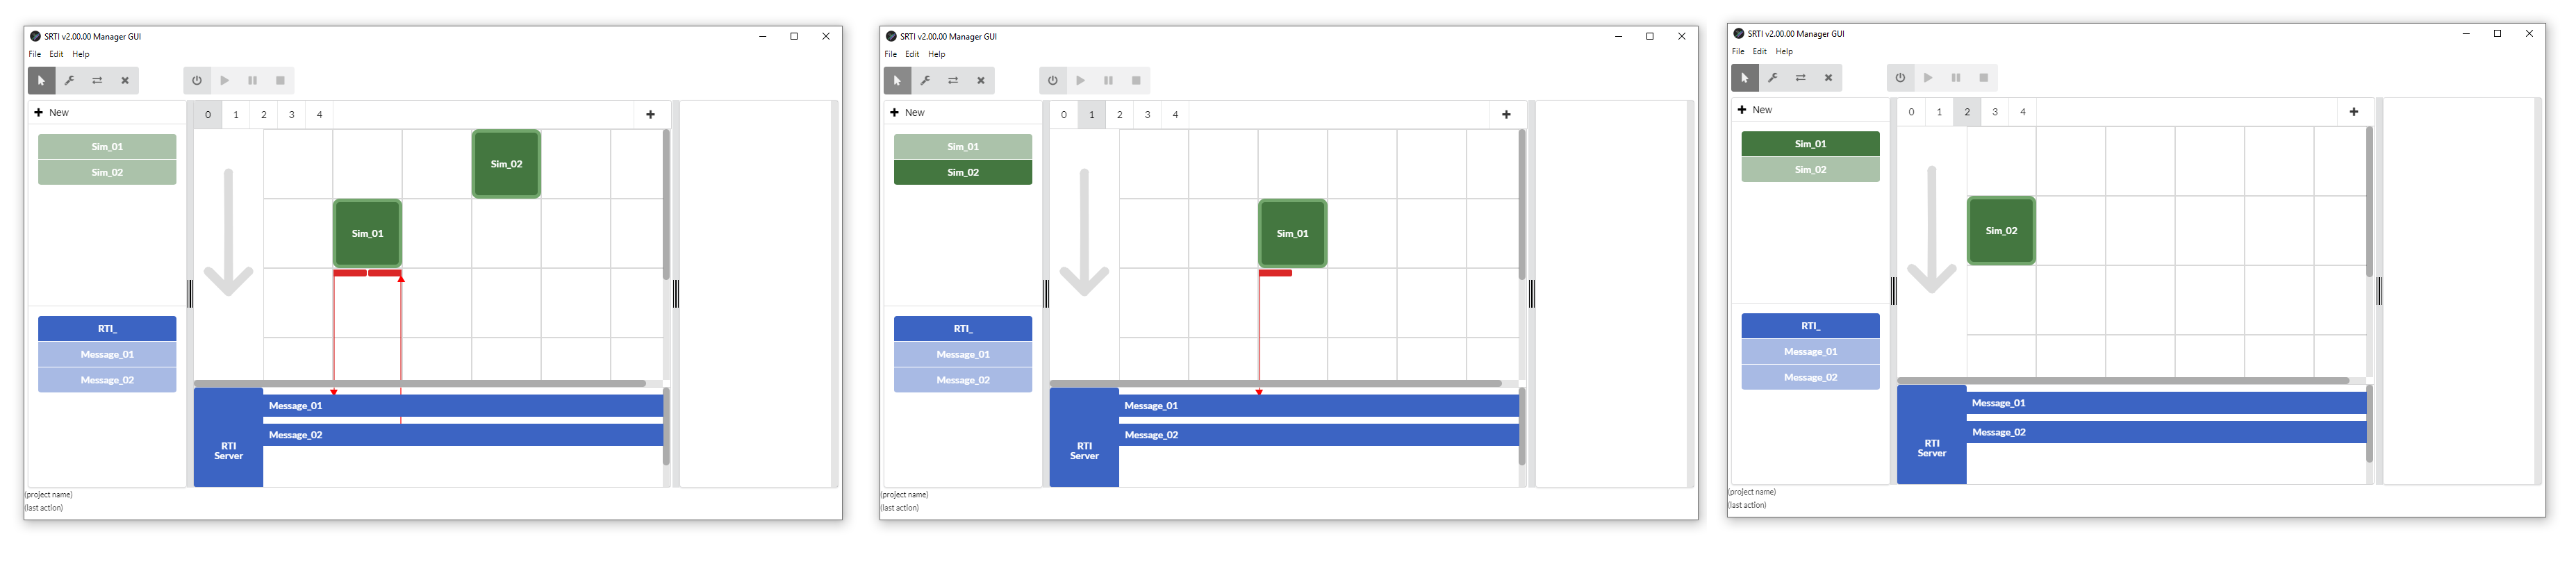 SRTI v2.00.00 Manager GUI
File Edit Help
New
0 1 2 3 4
Sim_01
Sim_02
Sim_02
Sim_01
RTI_
Message_01
Message_02
Message_01
Message_02
RTI
Server
(project name)
(last action)
SRTI v2.00.00 Manager GUI
File Edit Help
New
0 1 2 3 4
Sim_01
Sim_02
Sim_01
RTI_
Message_01
Message_02
Message_01
Message_02
RTI
Server
(project name)
(last action)
SRTI v2.00.00 Manager GUI
File Edit Help
New
0 1 2 3 4
Sim_01
Sim_02
Sim_02
RTI_
Message_01
Message_02
Message_01
Message_02
RTI
Server
(project name)
(last action)